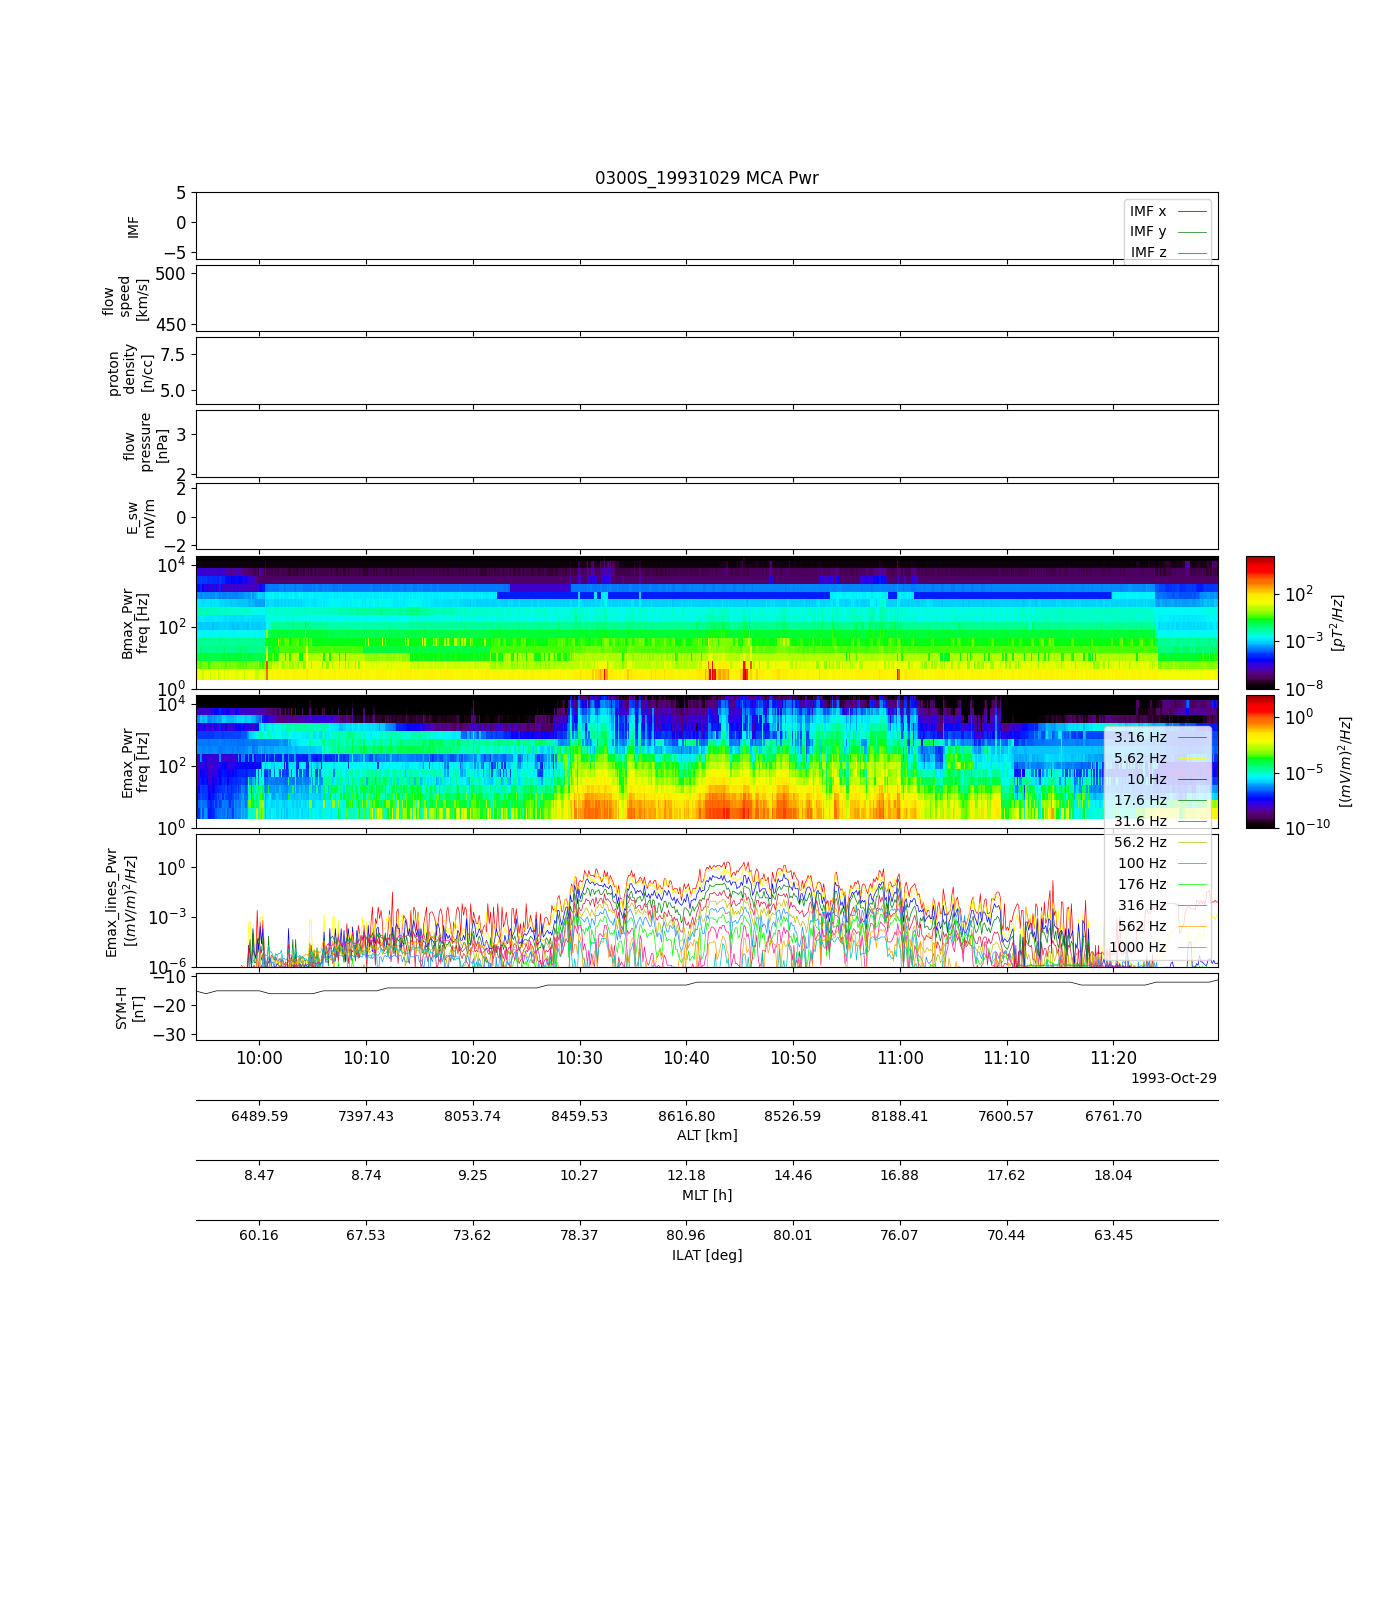 0300S_19931029 MCA Pwr
5
0
−5
IMF
IMF x
IMF y
IMF z
500
450
flow
speed
[km/s]
7.5
5.0
proton
density
[n/cc]
3
2
flow
pressure
[nPa]
2
0
−2
E_sw
mV/m
10^4
10^2
10^0
Bmax_Pwr
freq [Hz]
10^2
10^−3
10^−8
[pT^2/Hz]
10^4
10^2
10^0
Emax_Pwr
freq [Hz]
10^0
10^−5
10^−10
[(mV/m)^2/Hz]
3.16 Hz
5.62 Hz
10 Hz
17.6 Hz
31.6 Hz
56.2 Hz
100 Hz
176 Hz
316 Hz
562 Hz
1000 Hz
10^0
10^−3
10^−6
Emax_lines_Pwr
[(mV/m)^2/Hz]
−10
−20
−30
SYM-H
[nT]
10:00 10:10 10:20 10:30 10:40 10:50 11:00 11:10 11:20
1993-Oct-29
6489.59 7397.43 8053.74 8459.53 8616.80 8526.59 8188.41 7600.57 6761.70
ALT [km]
8.47 8.74 9.25 10.27 12.18 14.46 16.88 17.62 18.04
MLT [h]
60.16 67.53 73.62 78.37 80.96 80.01 76.07 70.44 63.45
ILAT [deg]